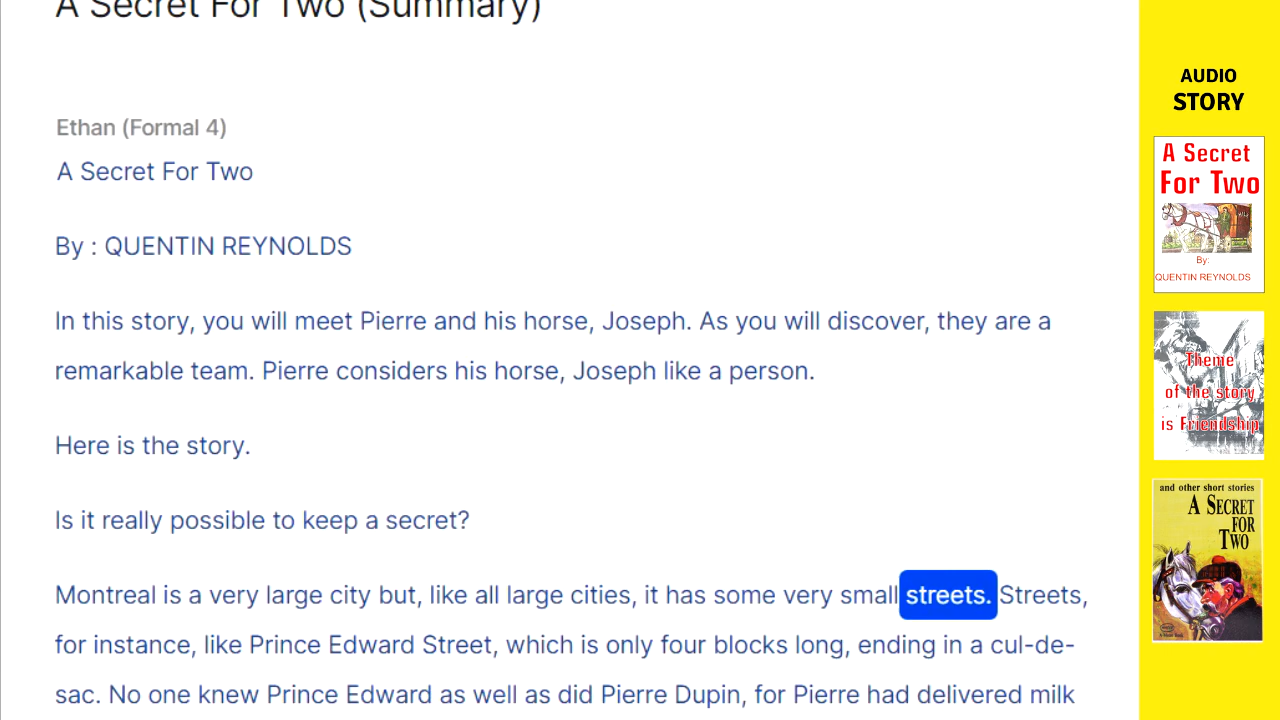 A Secret For Two (Summary)
Ethan (Formal 4)
A Secret For Two
By : QUENTIN REYNOLDS
In this story, you will meet Pierre and his horse, Joseph. As you will discover, they are a
remarkable team. Pierre considers his horse, Joseph like a person.
Here is the story.
Is it really possible to keep a secret?
Montreal is a very large city but, like all large cities, it has some very small streets. Streets,
for instance, like Prince Edward Street, which is only four blocks long, ending in a cul-de-
sac. No one knew Prince Edward as well as did Pierre Dupin, for Pierre had delivered milk
AUDIO
STORY
A Secret
For Two
By:
QUENTIN REYNOLDS
Theme
of the story
is Friendship
and other short stories
A SECRET
FOR
TWO